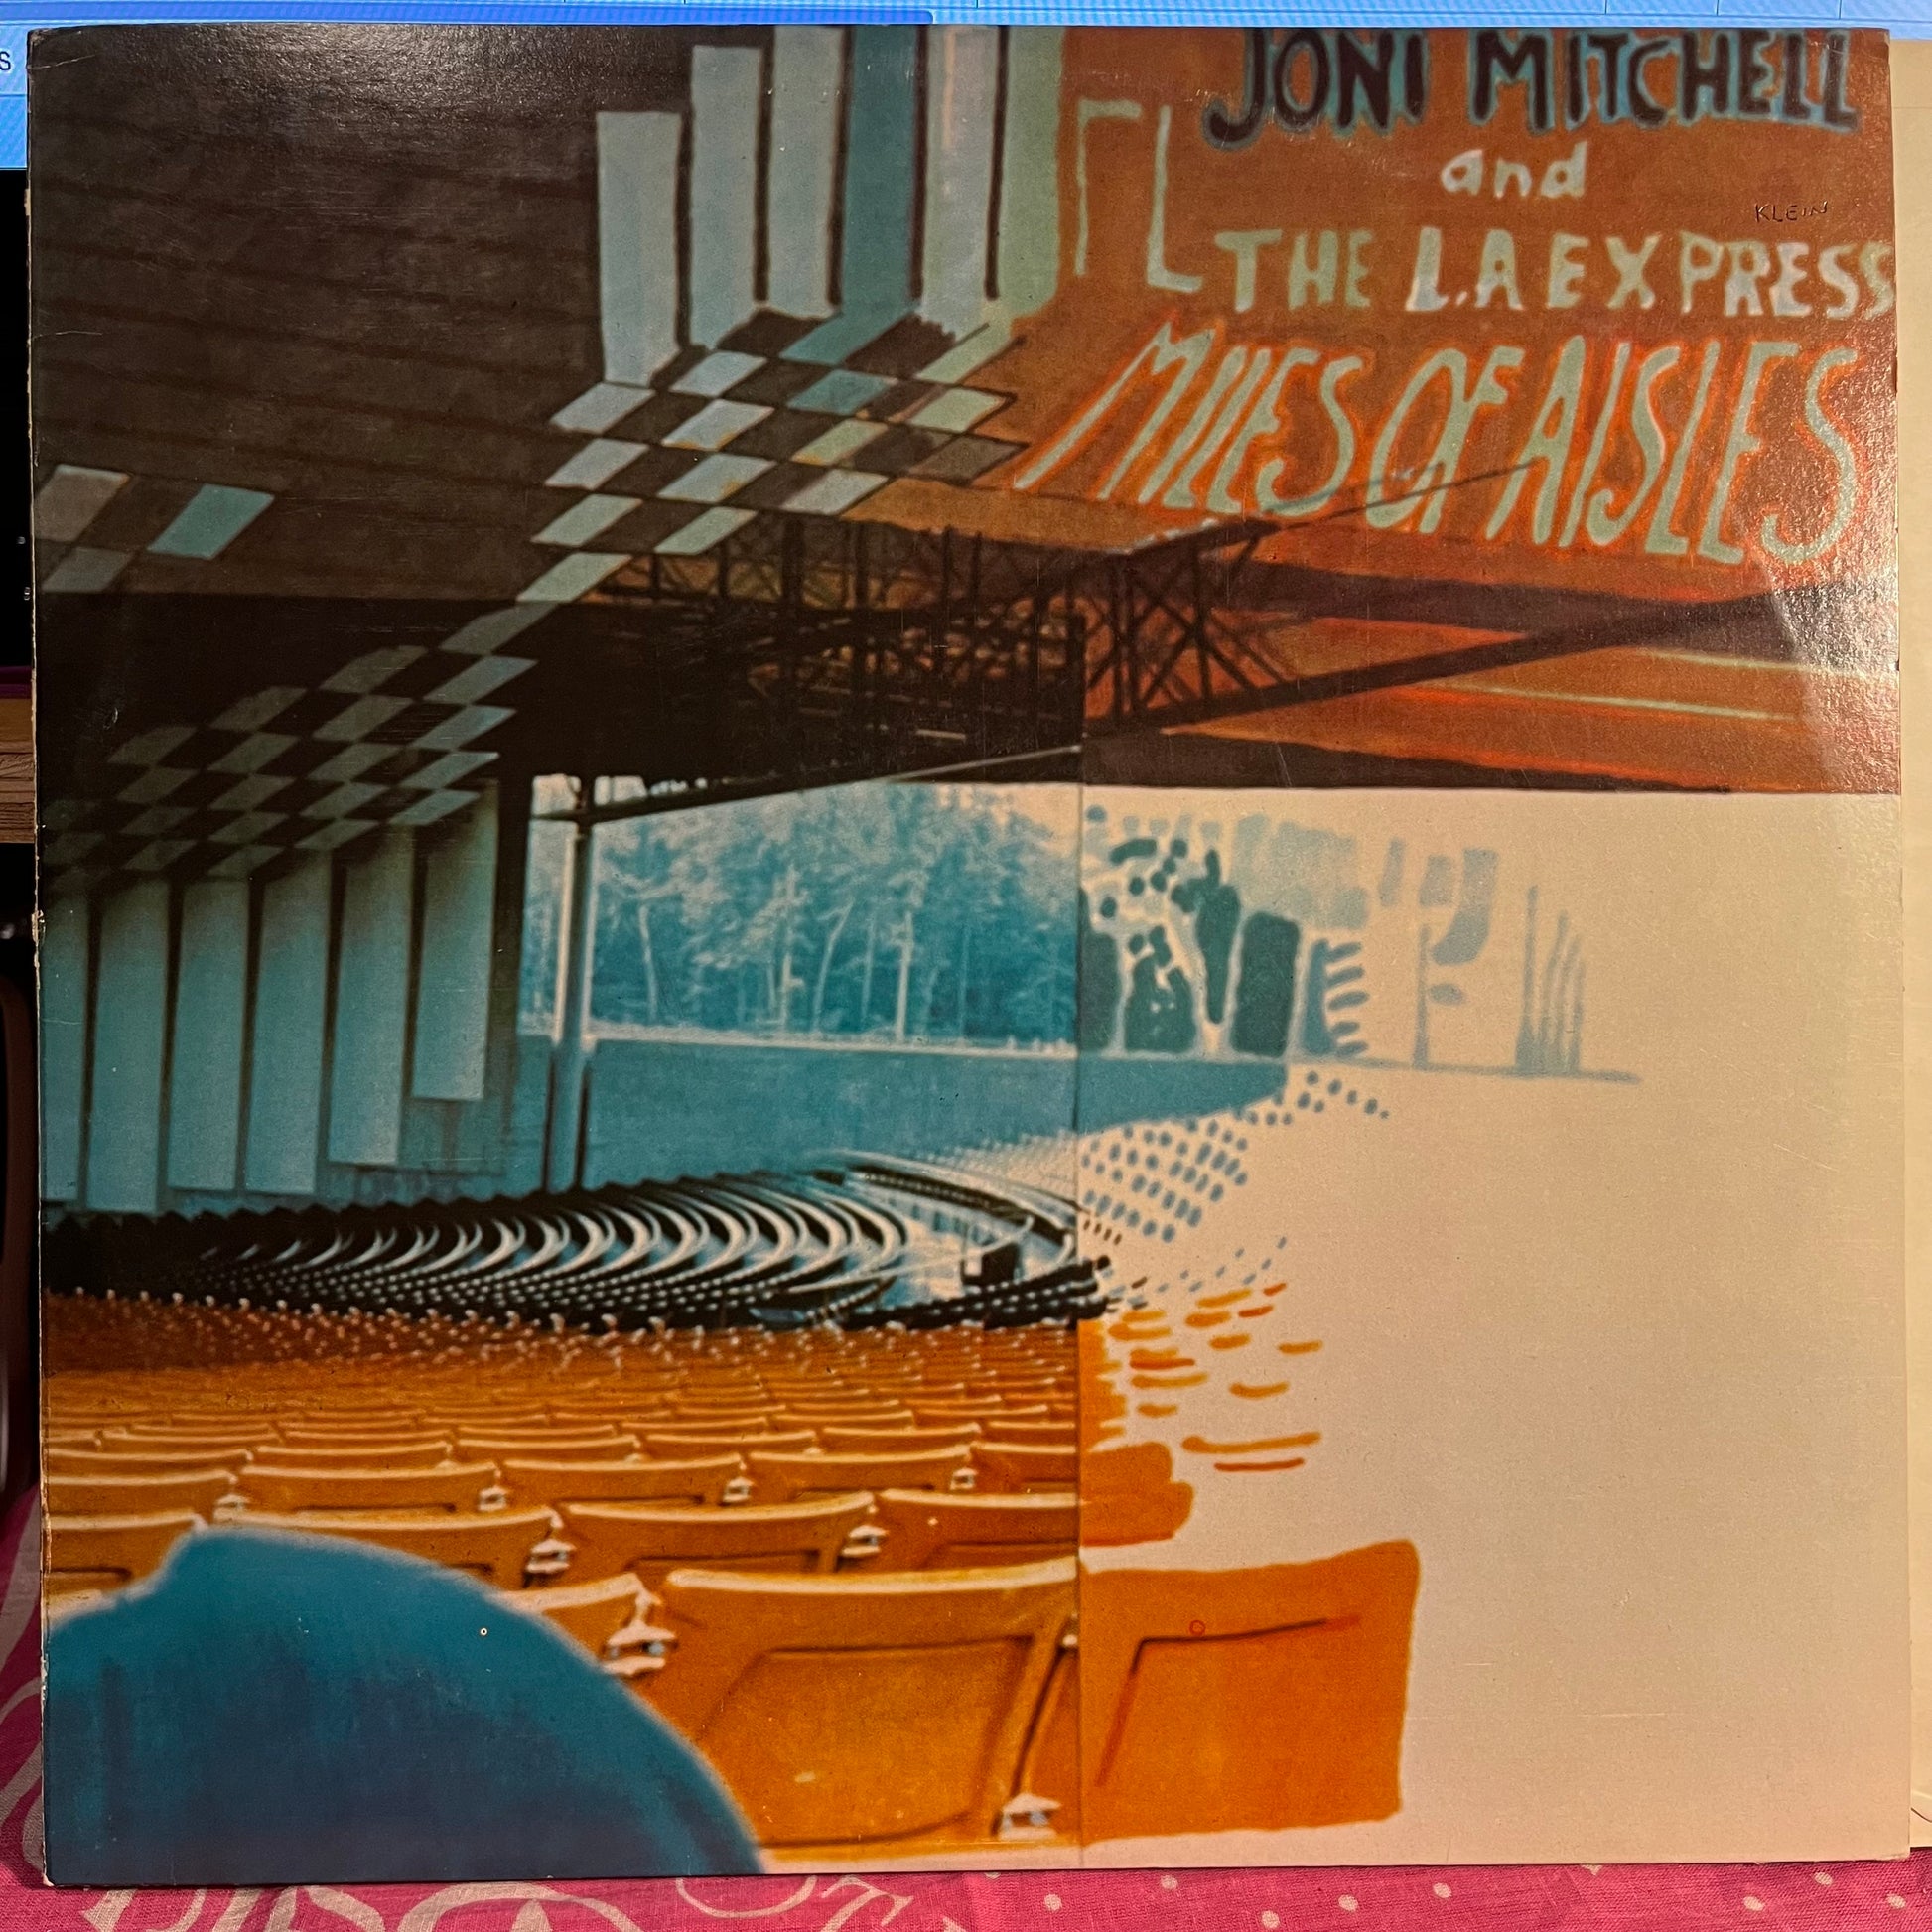 S
JONI MITCHELL
and
KLEIN
THE L.A EXPRESS
MILES OF AISLES